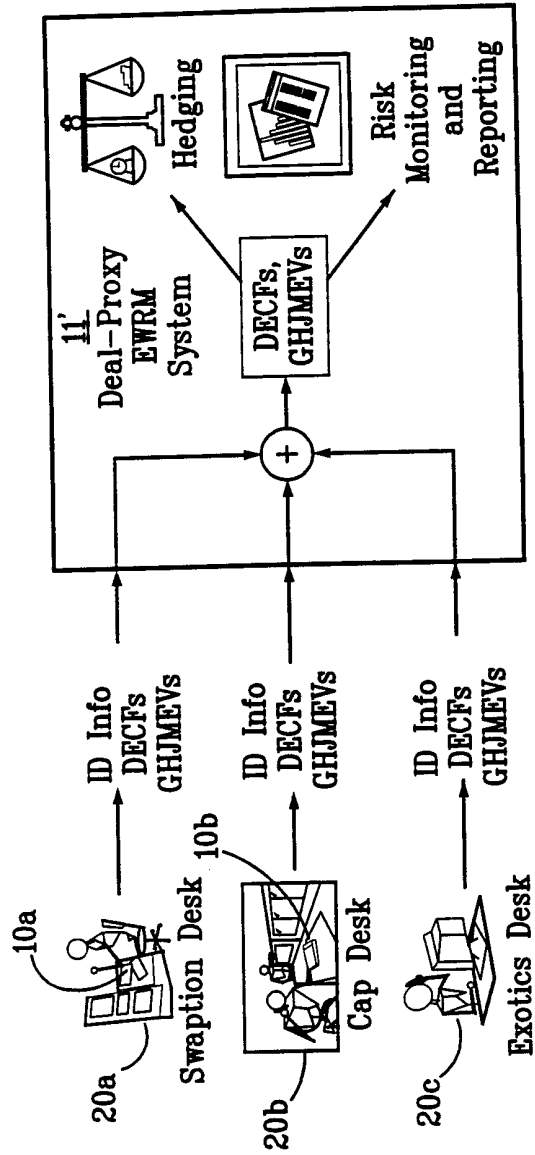 10a
20a
Swaption Desk
ID Info
DECFs
GHJMEVs
10b
20b
Cap Desk
ID Info
DECFs
GHJMEVs
20c
Exotics Desk
ID Info
DECFs
GHJMEVs
11'
Deal-Proxy
EWRM
System
+
DECFs,
GHJMEVs
Hedging
Risk
Monitoring
and
Reporting